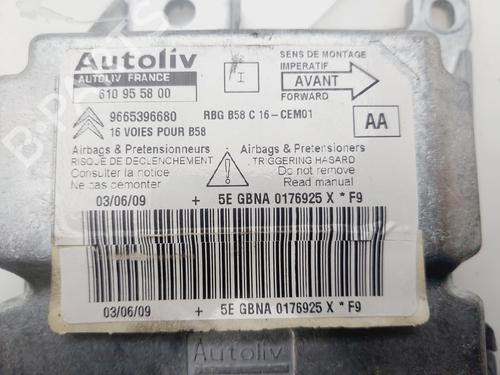 Autoliv
AUTOLIV FRANCE
610 95 58 00
I
SENS DE MONTAGE
IMPERATIF
AVANT
FORWARD
9665396680 RBG B58 C 16-CEM01
16 VOIES POUR B58
AA
Airbags & Pretensionneurs
RISQUE DE DECLENCHEMENT
Consulter la notice
Ne pas demonter
Airbags & Pretensioners
TRIGGERING HASARD
Do not remove
Read manual
03/06/09 + 5E GBNA 0176925 X * F9
03/06/09 + 5E GBNA 0176925 X * F9
Autoliv